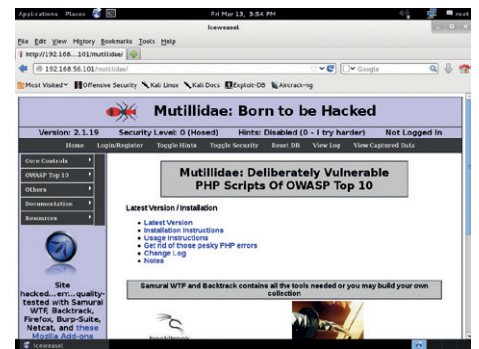 Applications Places
Fri Mar 13, 3:54 PM
root
Iceweasel
File Edit View History Bookmarks Tools Help
http://192.168....101/mutillidae/
192.168.56.101/mutillidae/
Google
Most Visited Offensive Security Kali Linux Kali Docs Exploit-DB Aircrack-ng
Mutillidae: Born to be Hacked
Version: 2.1.19 Security Level: 0 (Hosed) Hints: Disabled (0 - I try harder) Not Logged In
Home Login/Register Toggle Hints Toggle Security Reset DB View Log View Captured Data
Core Controls
OWASP Top 10
Others
Documentation
Resources
Mutillidae: Deliberately Vulnerable
PHP Scripts Of OWASP Top 10
Latest Version / Installation
Latest Version
Installation Instructions
Usage Instructions
Get rid of those pesky PHP errors
Change Log
Notes
Samurai WTF and Backtrack contains all the tools needed or you may build your own
collection
Site
hacked...err...quality-
tested with Samurai
WTF, Backtrack,
Firefox, Burp-Suite,
Netcat, and these
Mozilla Add-ons
Iceweasel